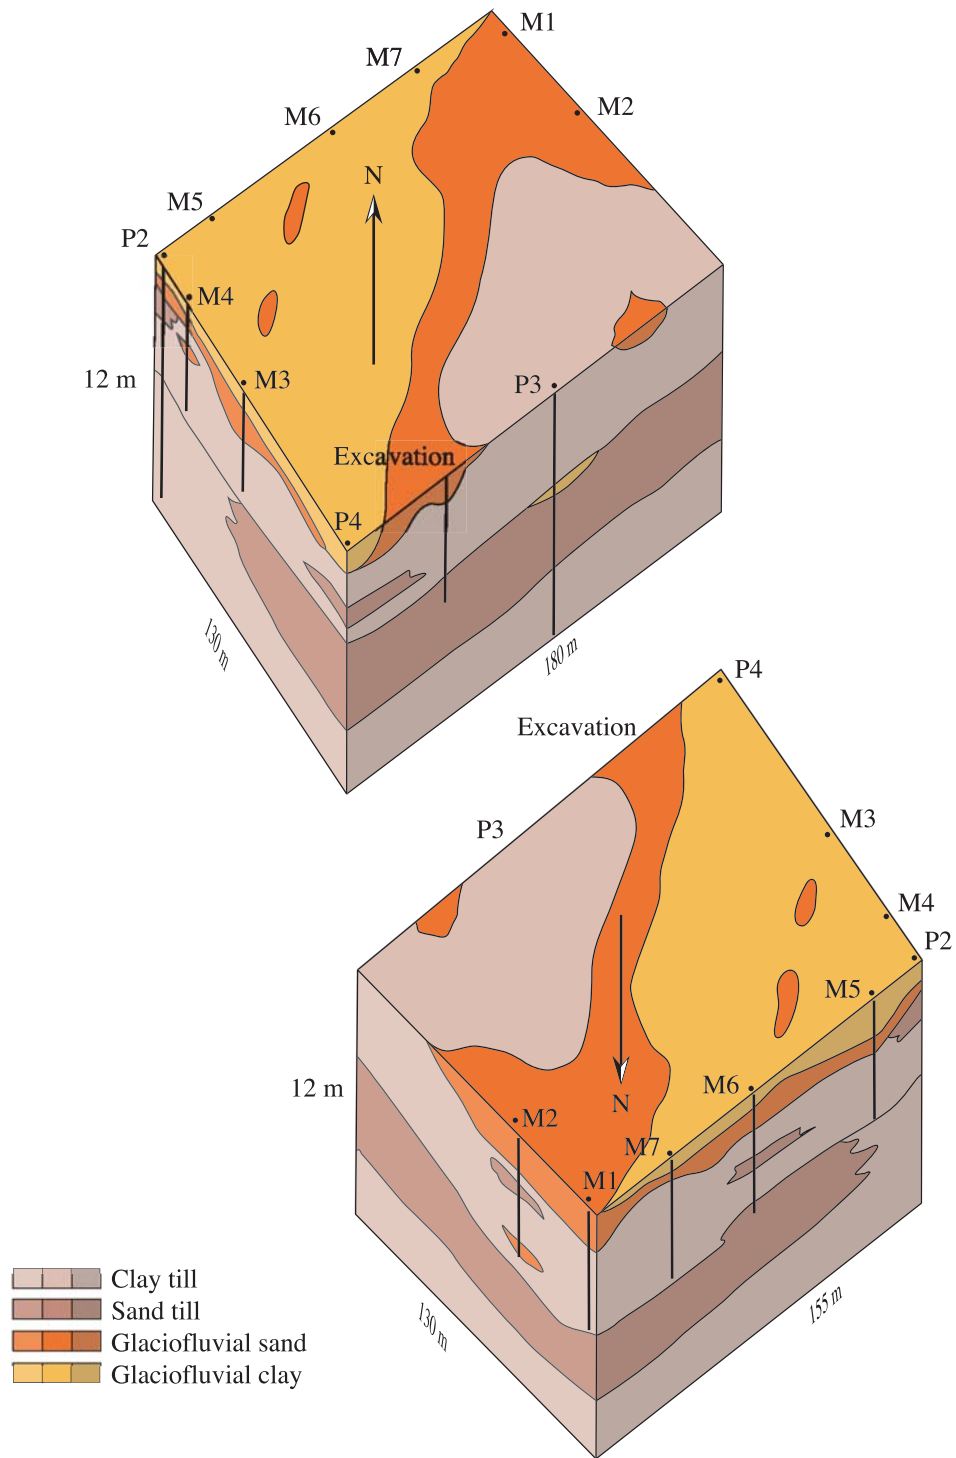 M1
M7
M2
M6
N
M5
P2
M4
12 m
M3
P3
Excavation
P4
130 m
180 m
P4
Excavation
M3
P3
M4
P2
M5
12 m
M6
N
M2
M7
M1
130 m
155 m
Clay till
Sand till
Glaciofluvial sand
Glaciofluvial clay